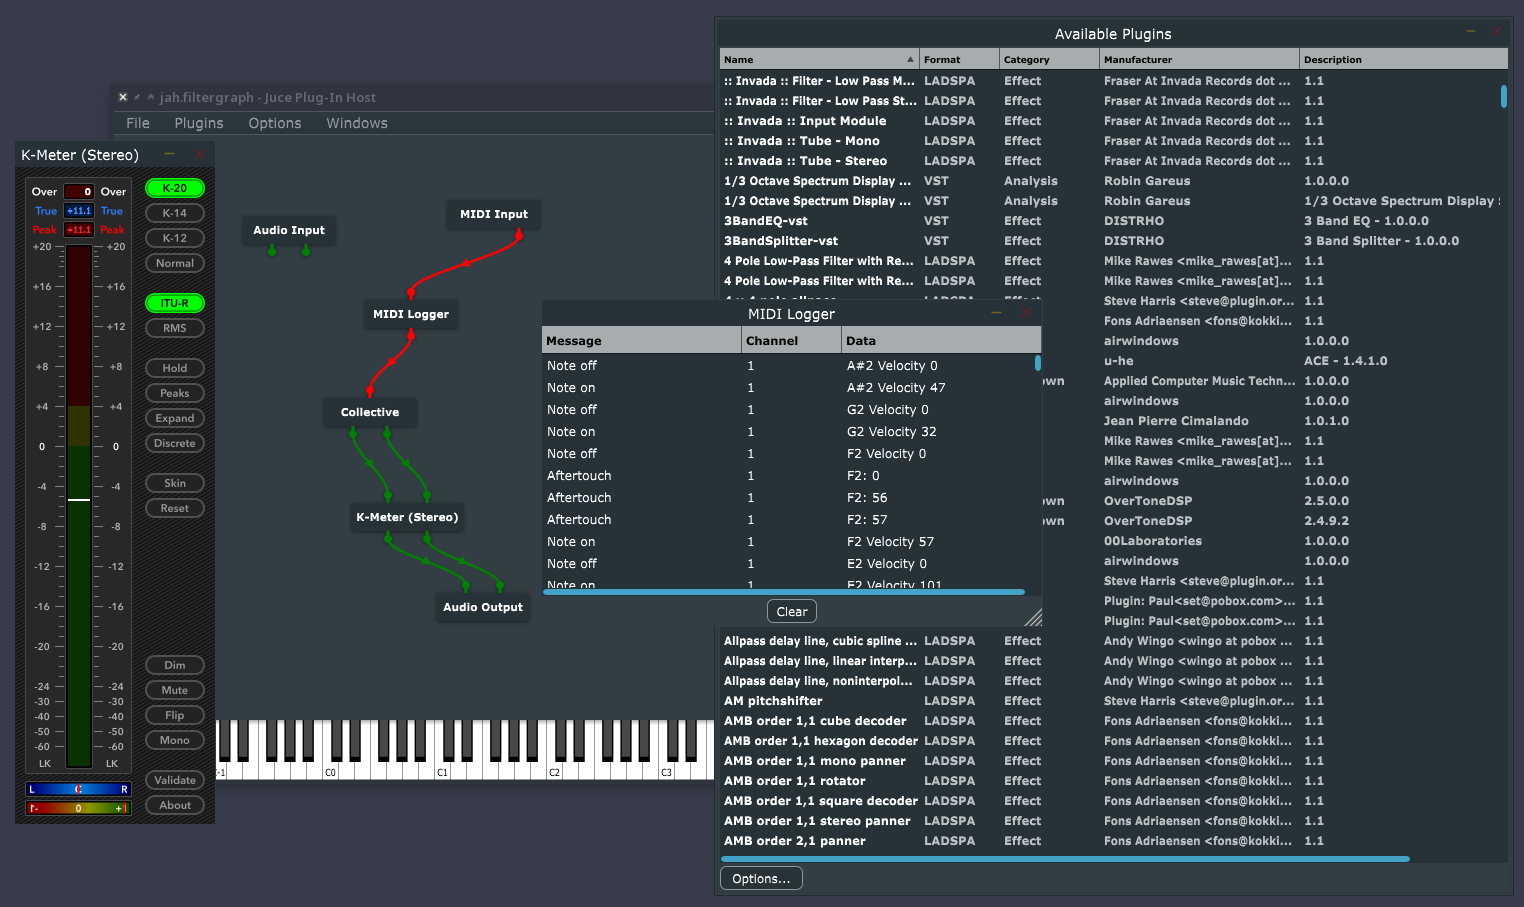 jah.filtergraph - Juce Plug-In Host
File Plugins Options Windows
K-Meter (Stereo)
Over 0 Over
True +11.1 True
Peak +11.1 Peak
+20 +20
+16 +16
+12 +12
+8 +8
+4 +4
0 0
-4 -4
-8 -8
-12 -12
-16 -16
-20 -20
-24 -24
-30 -30
-40 -40
-50 -50
-60 -60
LK LK
L C R
0 +1
K-20
K-14
K-12
Normal
ITU-R
RMS
Hold
Peaks
Expand
Discrete
Skin
Reset
Dim
Mute
Flip
Mono
Validate
About
Audio Input
MIDI Input
MIDI Logger
Collective
K-Meter (Stereo)
Audio Output
-1 C0 C1 C2 C3
MIDI Logger
Message Channel Data
Note off 1 A#2 Velocity 0
Note on 1 A#2 Velocity 47
Note off 1 G2 Velocity 0
Note on 1 G2 Velocity 32
Note off 1 F2 Velocity 0
Aftertouch 1 F2: 0
Aftertouch 1 F2: 56
Aftertouch 1 F2: 57
Note on 1 F2 Velocity 57
Note off 1 E2 Velocity 0
Note on 1 E2 Velocity 101
Clear
Available Plugins
Name Format Category Manufacturer Description
:: Invada :: Filter - Low Pass M... LADSPA Effect Fraser At Invada Records dot ... 1.1
:: Invada :: Filter - Low Pass St... LADSPA Effect Fraser At Invada Records dot ... 1.1
:: Invada :: Input Module LADSPA Effect Fraser At Invada Records dot ... 1.1
:: Invada :: Tube - Mono LADSPA Effect Fraser At Invada Records dot ... 1.1
:: Invada :: Tube - Stereo LADSPA Effect Fraser At Invada Records dot ... 1.1
1/3 Octave Spectrum Display ... VST Analysis Robin Gareus 1.0.0.0
1/3 Octave Spectrum Display ... VST Analysis Robin Gareus 1/3 Octave Spectrum Display
3BandEQ-vst VST Effect DISTRHO 3 Band EQ - 1.0.0.0
3BandSplitter-vst VST Effect DISTRHO 3 Band Splitter - 1.0.0.0
4 Pole Low-Pass Filter with Re... LADSPA Effect Mike Rawes <mike_rawes[at]... 1.1
4 Pole Low-Pass Filter with Re... LADSPA Effect Mike Rawes <mike_rawes[at]... 1.1
4 x 4 pole allpass LADSPA Effect Steve Harris <steve@plugin.or... 1.1
Fons Adriaensen <fons@kokki... 1.1
airwindows 1.0.0.0
u-he ACE - 1.4.1.0
own Applied Computer Music Techn... 1.0.0.0
airwindows 1.0.0.0
Jean Pierre Cimalando 1.0.1.0
Mike Rawes <mike_rawes[at]... 1.1
Mike Rawes <mike_rawes[at]... 1.1
airwindows 1.0.0.0
own OverToneDSP 2.5.0.0
own OverToneDSP 2.4.9.2
00Laboratories 1.0.0.0
airwindows 1.0.0.0
Steve Harris <steve@plugin.or... 1.1
Plugin: Paul<set@pobox.com>... 1.1
Plugin: Paul<set@pobox.com>... 1.1
Allpass delay line, cubic spline ... LADSPA Effect Andy Wingo <wingo at pobox ... 1.1
Allpass delay line, linear interp... LADSPA Effect Andy Wingo <wingo at pobox ... 1.1
Allpass delay line, noninterpol... LADSPA Effect Andy Wingo <wingo at pobox ... 1.1
AM pitchshifter LADSPA Effect Steve Harris <steve@plugin.or... 1.1
AMB order 1,1 cube decoder LADSPA Effect Fons Adriaensen <fons@kokki... 1.1
AMB order 1,1 hexagon decoder LADSPA Effect Fons Adriaensen <fons@kokki... 1.1
AMB order 1,1 mono panner LADSPA Effect Fons Adriaensen <fons@kokki... 1.1
AMB order 1,1 rotator LADSPA Effect Fons Adriaensen <fons@kokki... 1.1
AMB order 1,1 square decoder LADSPA Effect Fons Adriaensen <fons@kokki... 1.1
AMB order 1,1 stereo panner LADSPA Effect Fons Adriaensen <fons@kokki... 1.1
AMB order 2,1 panner LADSPA Effect Fons Adriaensen <fons@kokki... 1.1
Options...